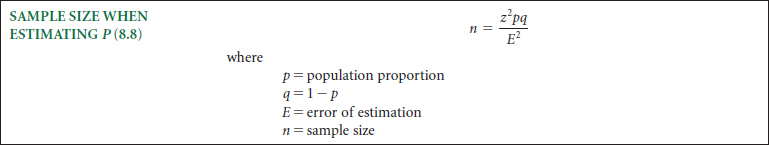 SAMPLE SIZE WHEN
ESTIMATING P (8.8)
n = z²pq / E²
where
p = population proportion
q = 1 − p
E = error of estimation
n = sample size